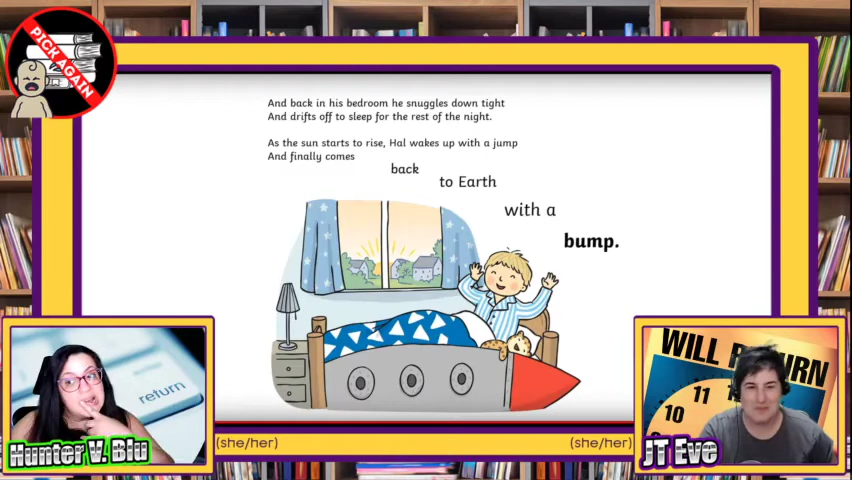 PICK AGAIN
And back in his bedroom he snuggles down tight
And drifts off to sleep for the rest of the night.
As the sun starts to rise, Hal wakes up with a jump
And finally comes
back
to Earth
with a
bump.
return
Hunter V. Blu
(she/her)
WILL RETURN
11
10
(she/her)
JT Eve